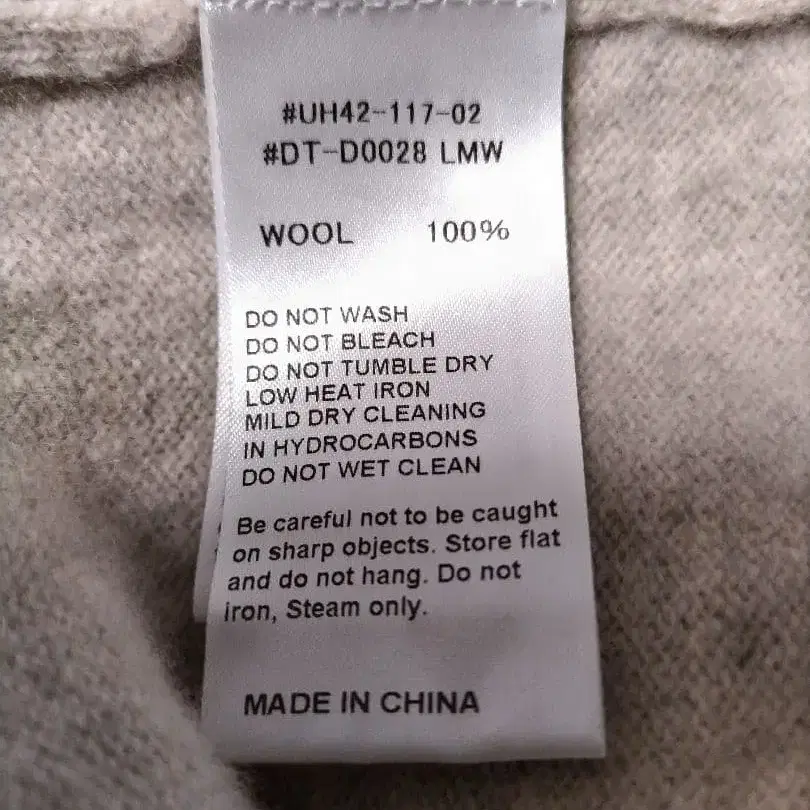 #UH42-117-02
#DT-D0028 LMW
WOOL 100%
DO NOT WASH
DO NOT BLEACH
DO NOT TUMBLE DRY
LOW HEAT IRON
MILD DRY CLEANING
IN HYDROCARBONS
DO NOT WET CLEAN
Be careful not to be caught
on sharp objects. Store flat
and do not hang. Do not
iron, Steam only.
MADE IN CHINA